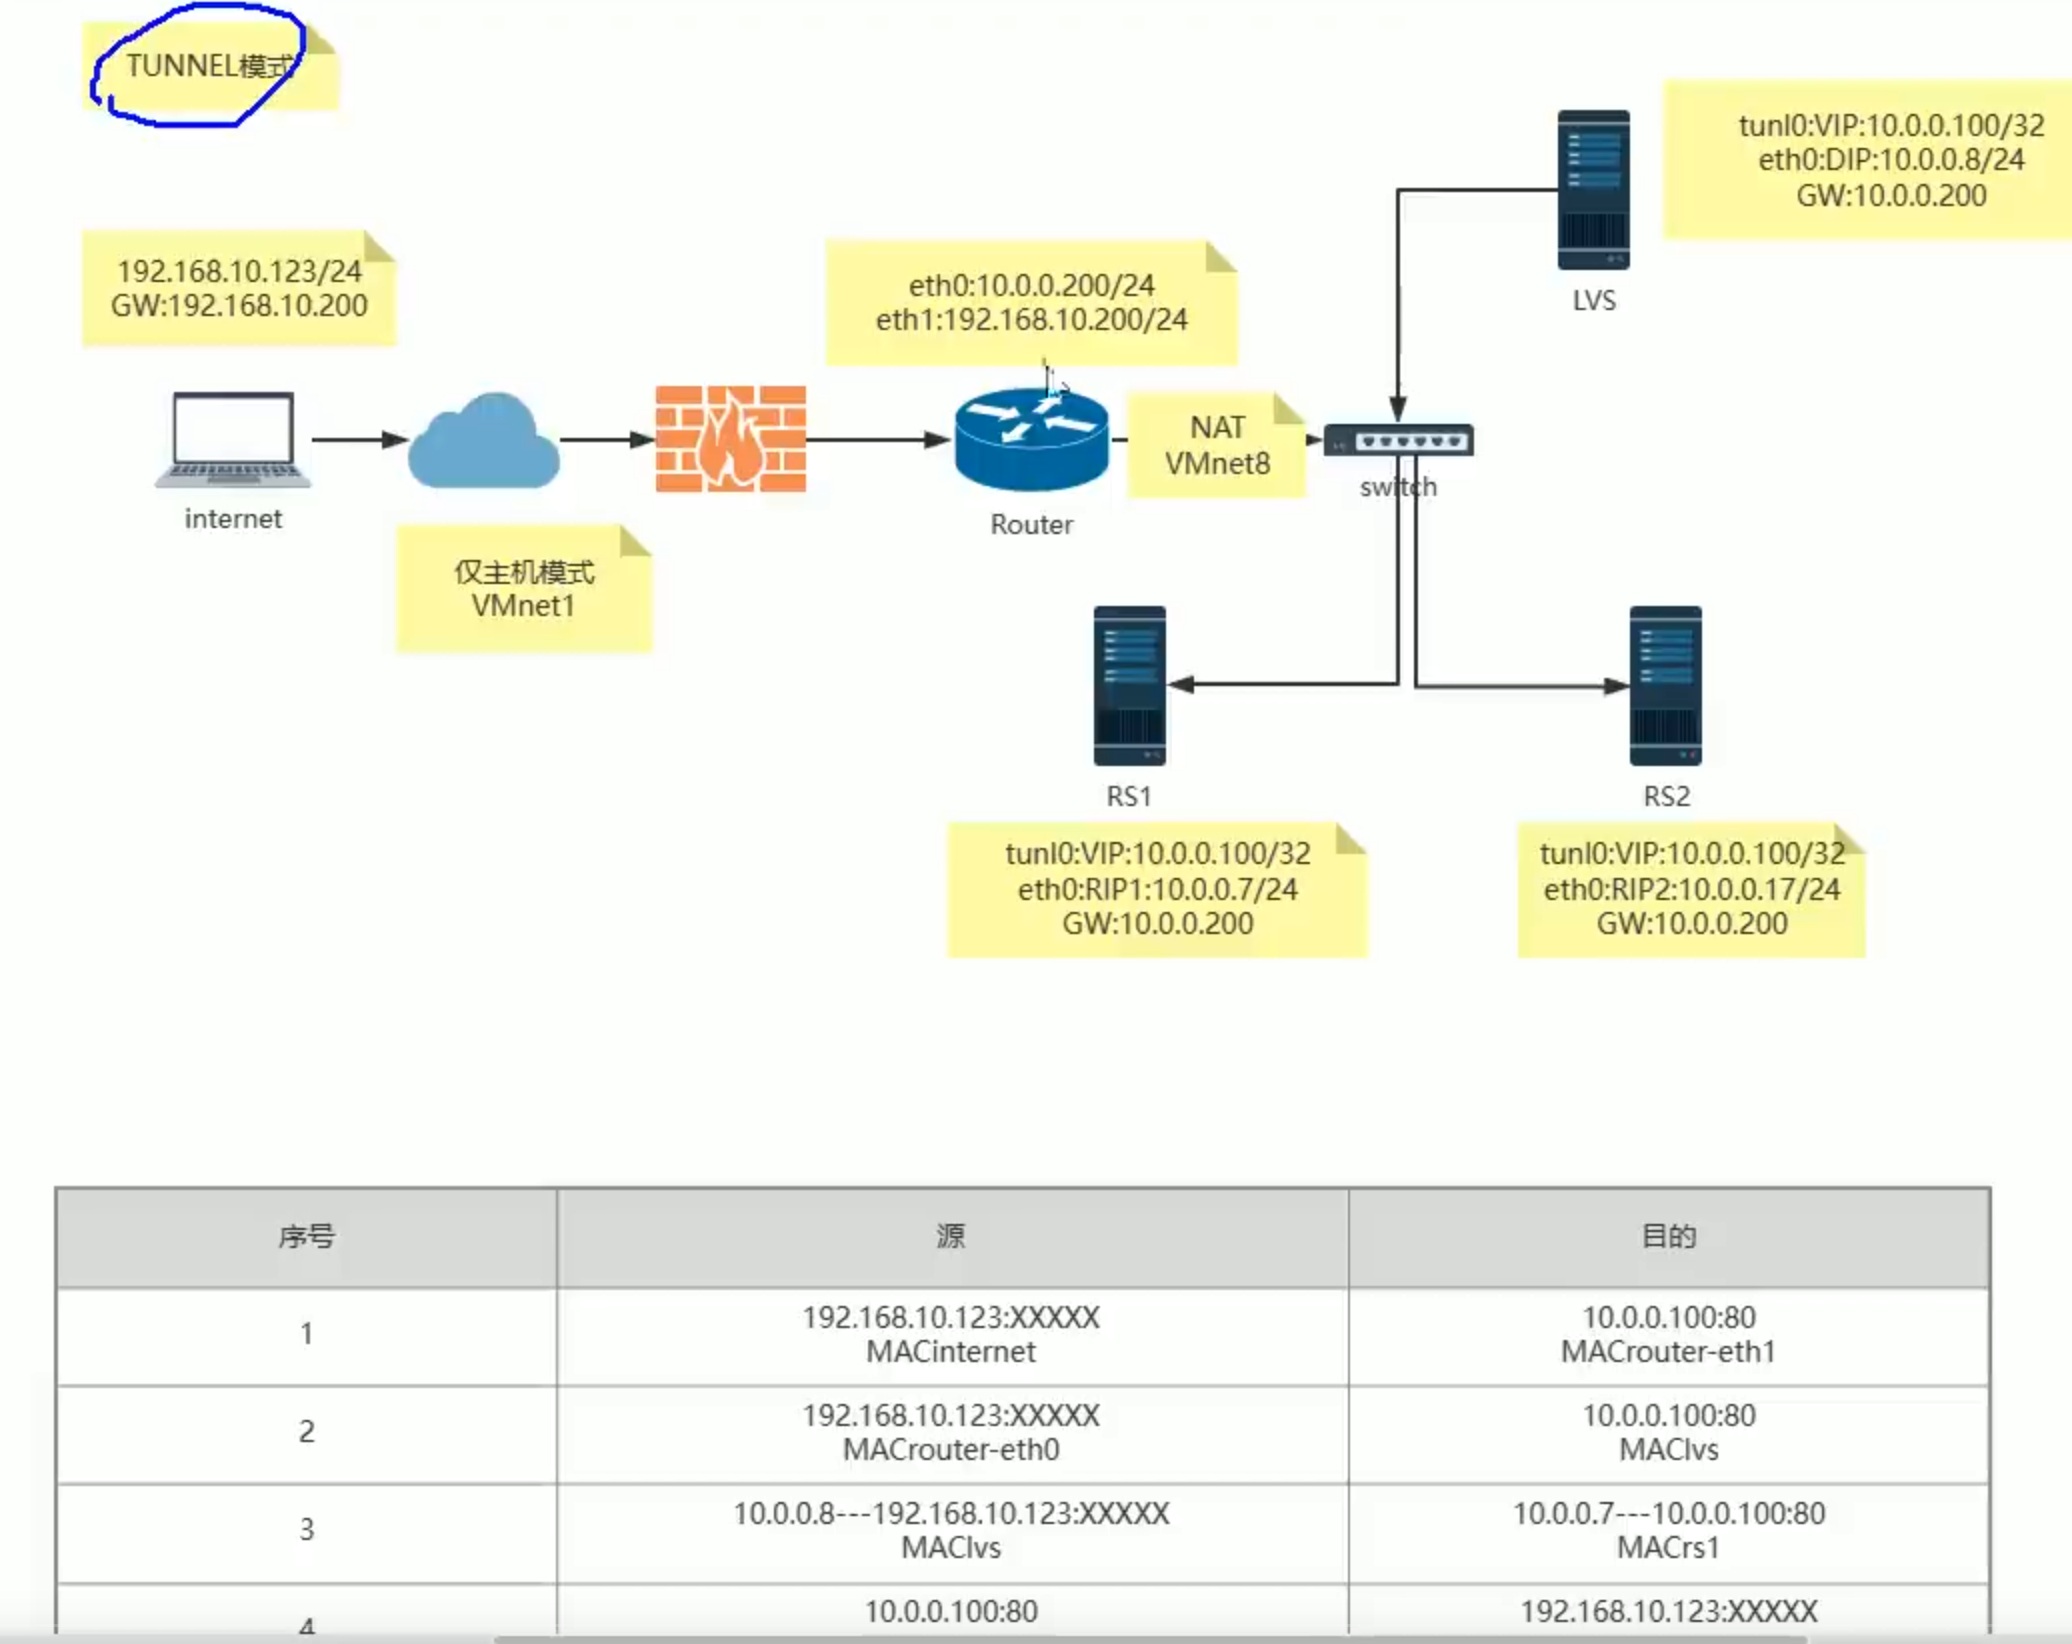 TUNNEL模式
tunl0:VIP:10.0.0.100/32
eth0:DIP:10.0.0.8/24
GW:10.0.0.200
LVS
192.168.10.123/24
GW:192.168.10.200
eth0:10.0.0.200/24
eth1:192.168.10.200/24
NAT
VMnet8
switch
internet
Router
仅主机模式
VMnet1
RS1
RS2
tunl0:VIP:10.0.0.100/32
eth0:RIP1:10.0.0.7/24
GW:10.0.0.200
tunl0:VIP:10.0.0.100/32
eth0:RIP2:10.0.0.17/24
GW:10.0.0.200
序号 源 目的
1
192.168.10.123:XXXXX
MACinternet
10.0.0.100:80
MACrouter-eth1
2
192.168.10.123:XXXXX
MACrouter-eth0
10.0.0.100:80
MAClvs
3
10.0.0.8---192.168.10.123:XXXXX
MAClvs
10.0.0.7---10.0.0.100:80
MACrs1
4
10.0.0.100:80
192.168.10.123:XXXXX